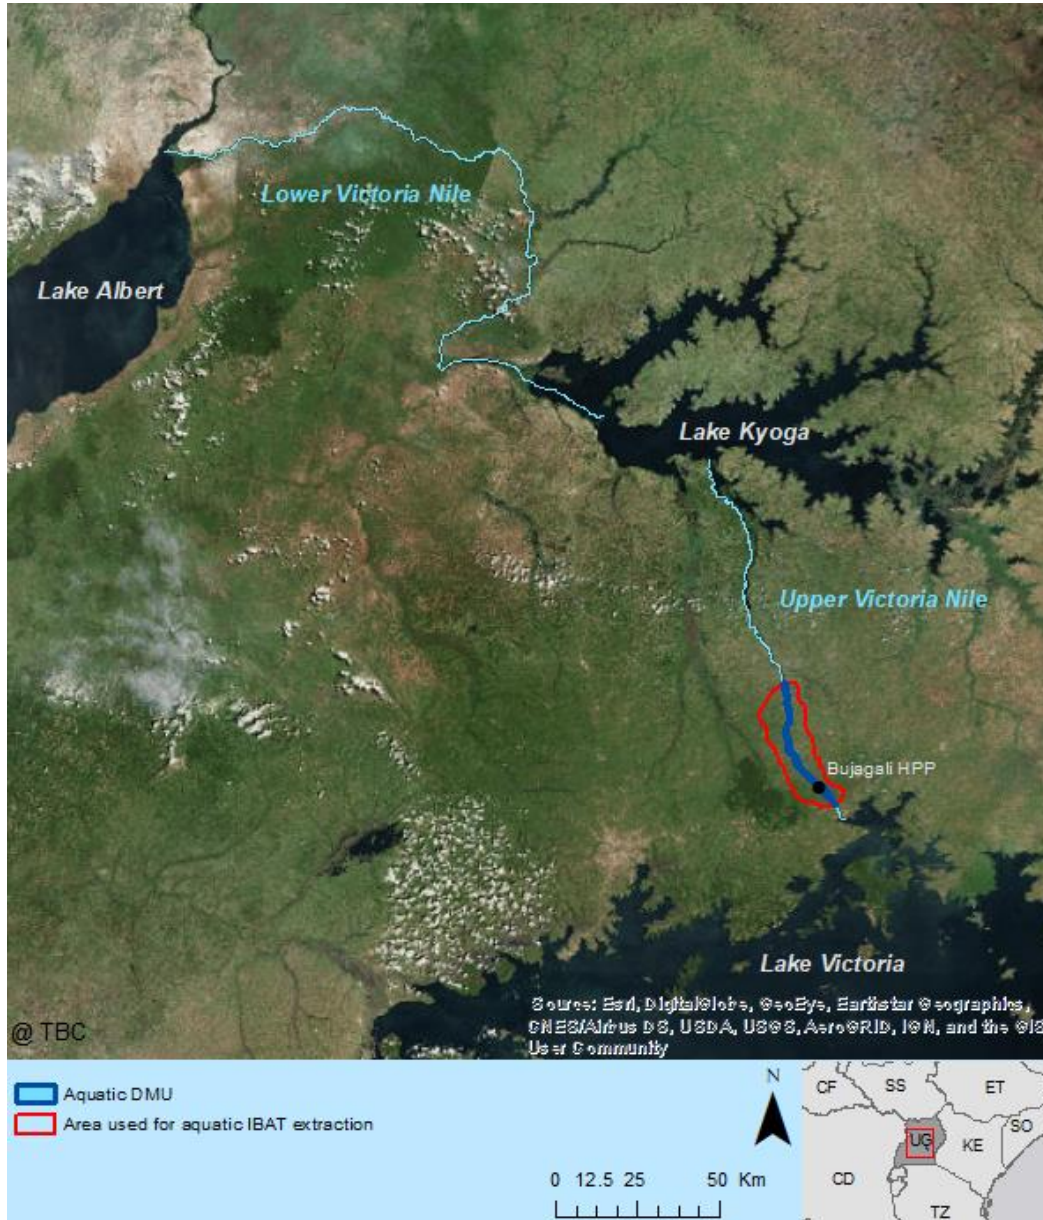 Lower Victoria Nile
Lake Albert
Lake Kyoga
Upper Victoria Nile
Bujagali HPP
Lake Victoria
Source: Esri, DigitalGlobe, GeoEye, Earthstar Geographics,
CNES/Airbus DS, USDA, USGS, AeroGRID, IGN, and the GIS
User Community
@ TBC
Aquatic DMU
Area used for aquatic IBAT extraction
N
0 12.5 25 50 Km
CF SS ET
SO
UG KE
CD
TZ